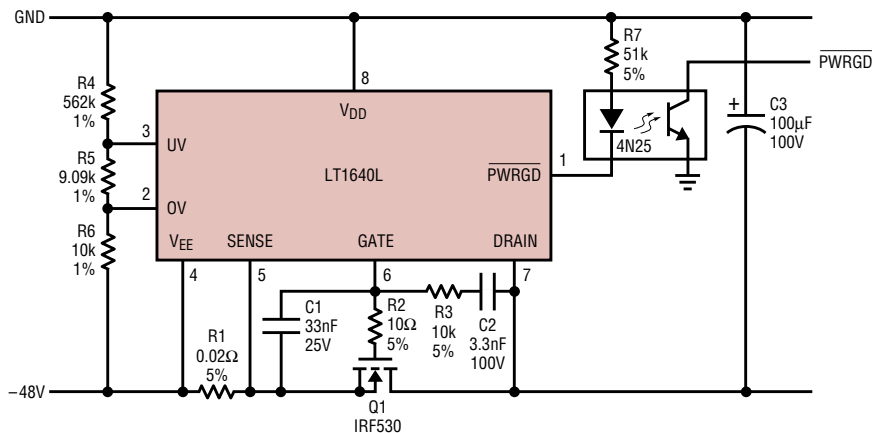 GND
R4
562k
1%
R5
9.09k
1%
R6
10k
1%
3
2
8
VDD
UV
OV
LT1640L
PWRGD
1
VEE
SENSE
GATE
DRAIN
4
5
6
7
R7
51k
5%
4N25
PWRGD
+
C3
100µF
100V
R1
0.02Ω
5%
C1
33nF
25V
R2
10Ω
5%
R3
10k
5%
C2
3.3nF
100V
–48V
Q1
IRF530